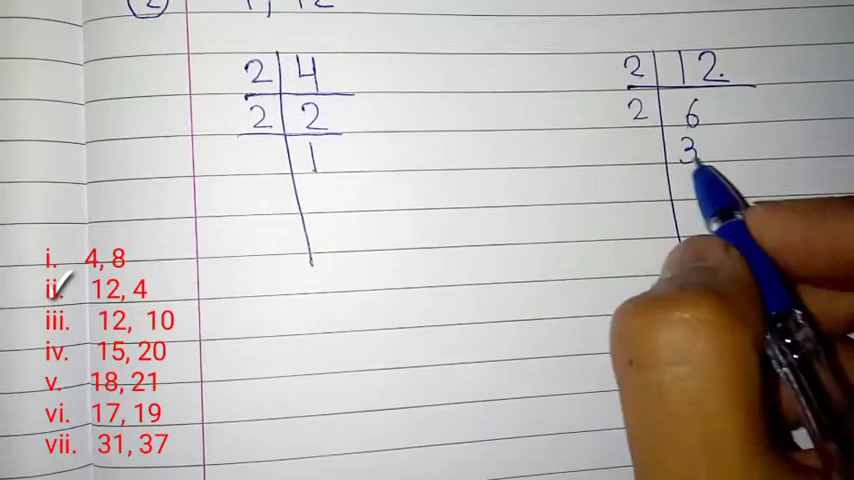 2
2 4
2 2
1
2 12.
2 6
3
i. 4, 8
ii. 12, 4
iii. 12, 10
iv. 15, 20
v. 18, 21
vi. 17, 19
vii. 31, 37